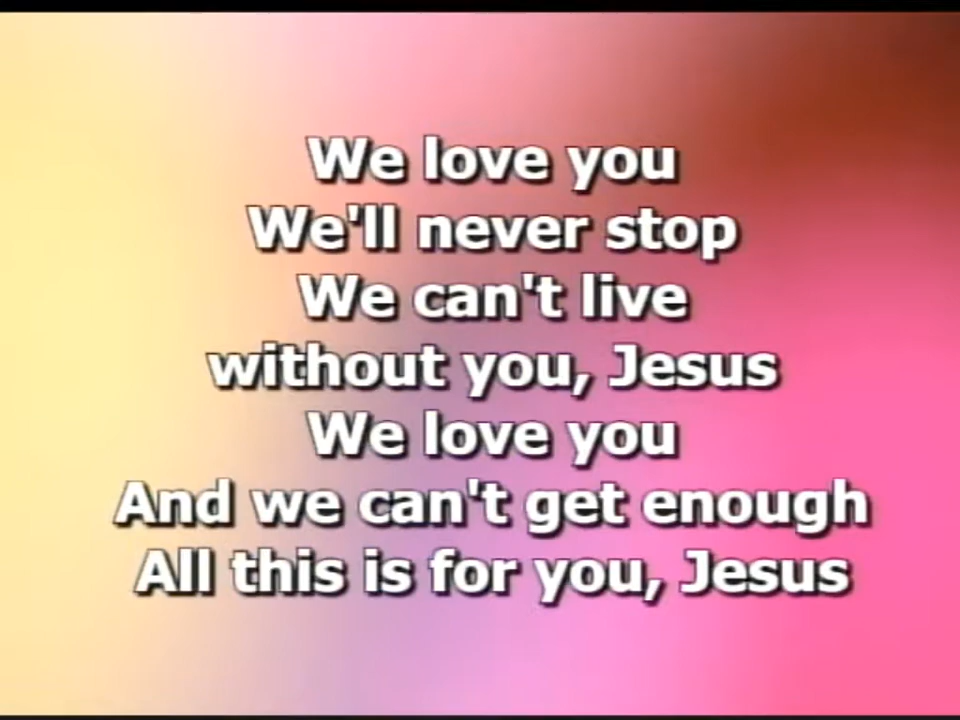 We love you
We'll never stop
We can't live
without you, Jesus
We love you
And we can't get enough
All this is for you, Jesus